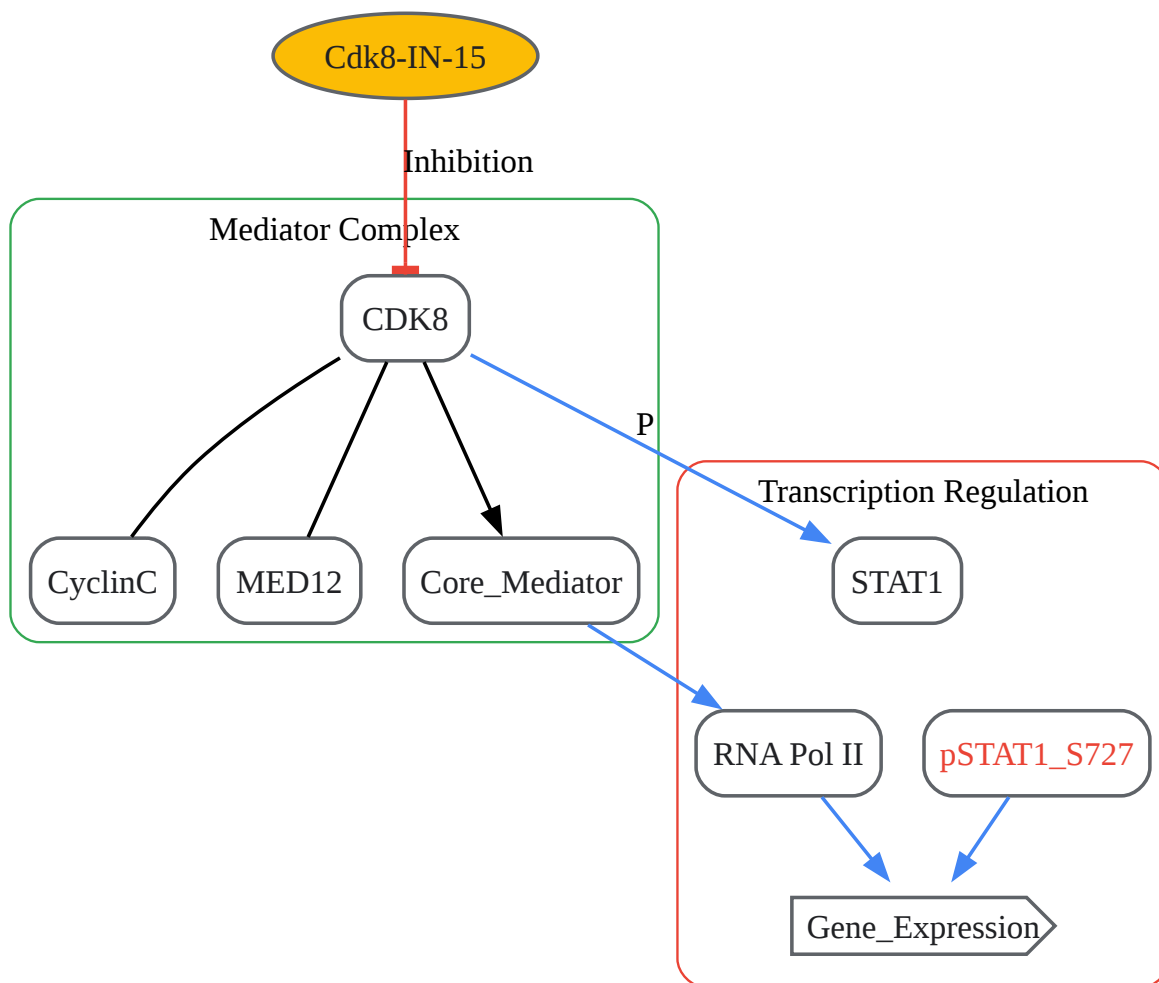 Cdk8-IN-15
Inhibition
Mediator Complex
CDK8
P
Transcription Regulation
CyclinC
MED12
Core_Mediator
STAT1
RNA Pol II
pSTAT1_S727
Gene_Expression